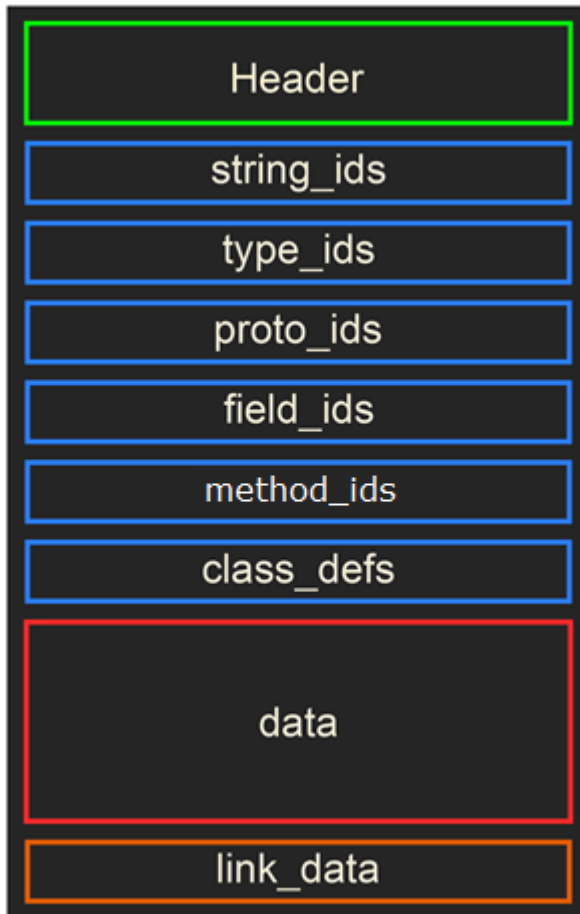 Header
string_ids
type_ids
proto_ids
field_ids
method_ids
class_defs
data
link_data